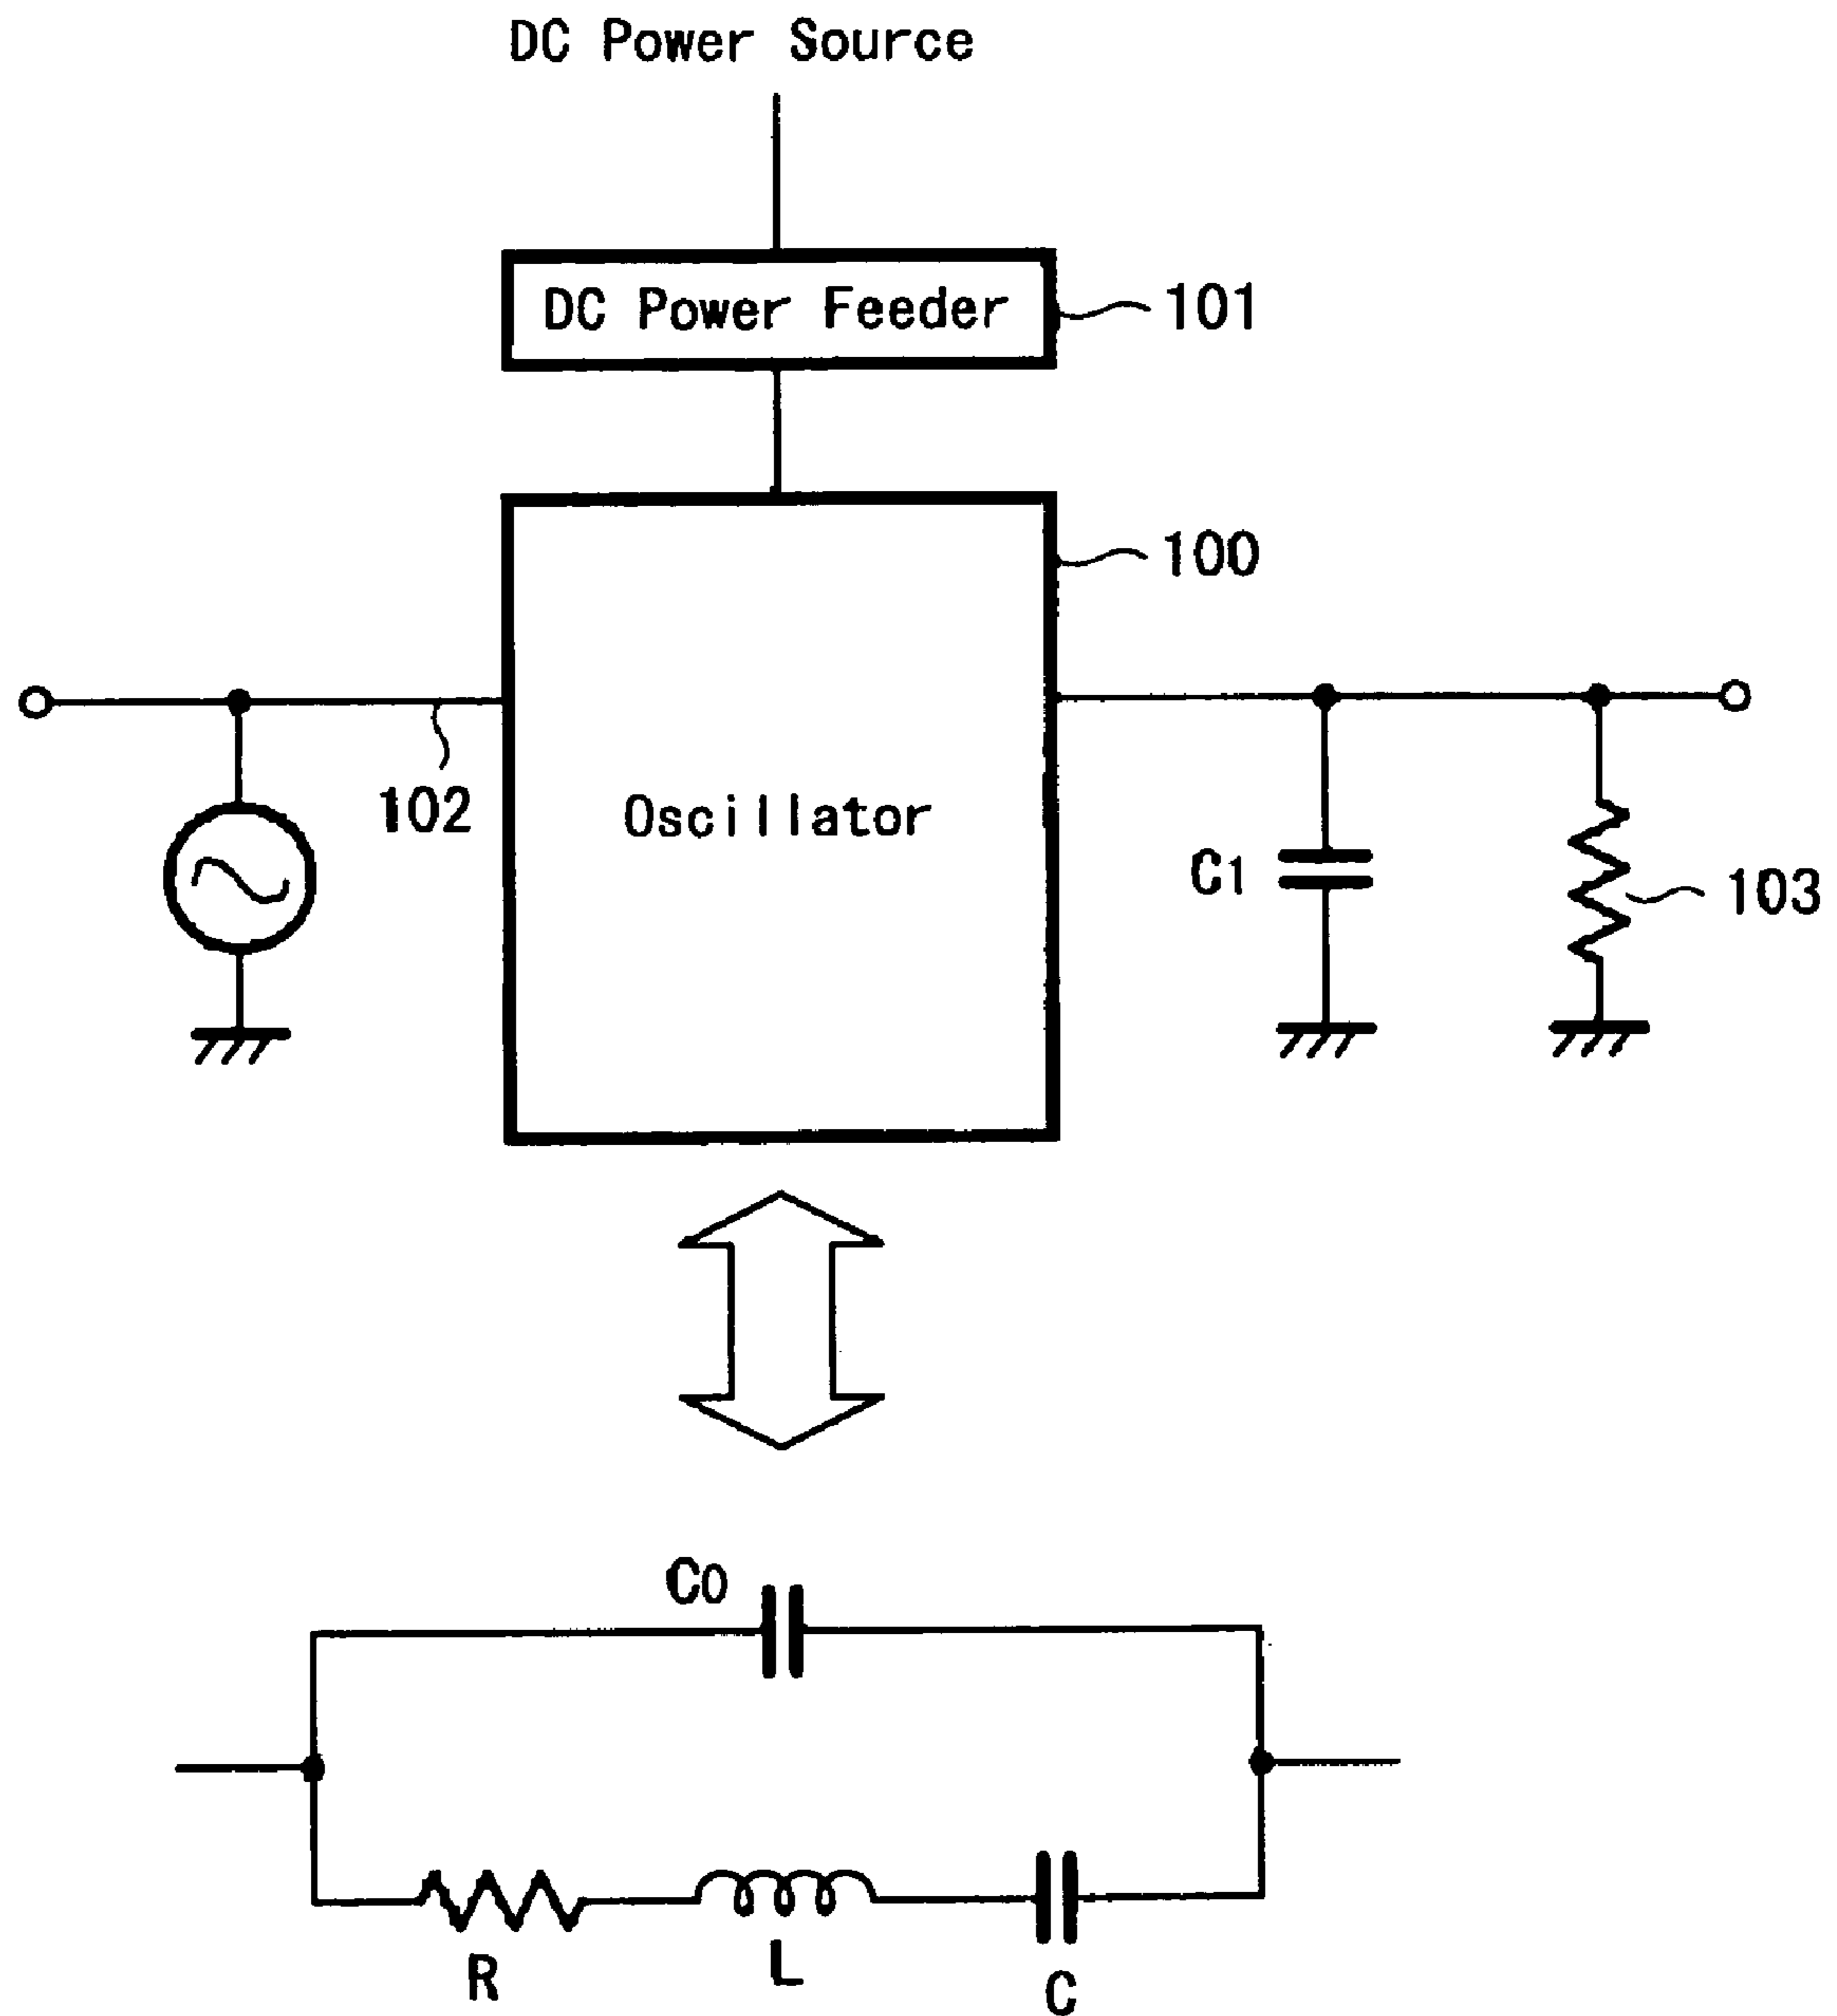 DC Power Source
DC Power Feeder
101
100
102
Oscillator
C1
103
C0
R
L
C